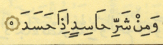 وَمِنْ شَرِّ حَاسِدٍ إِذَا حَسَدَ ۝٥